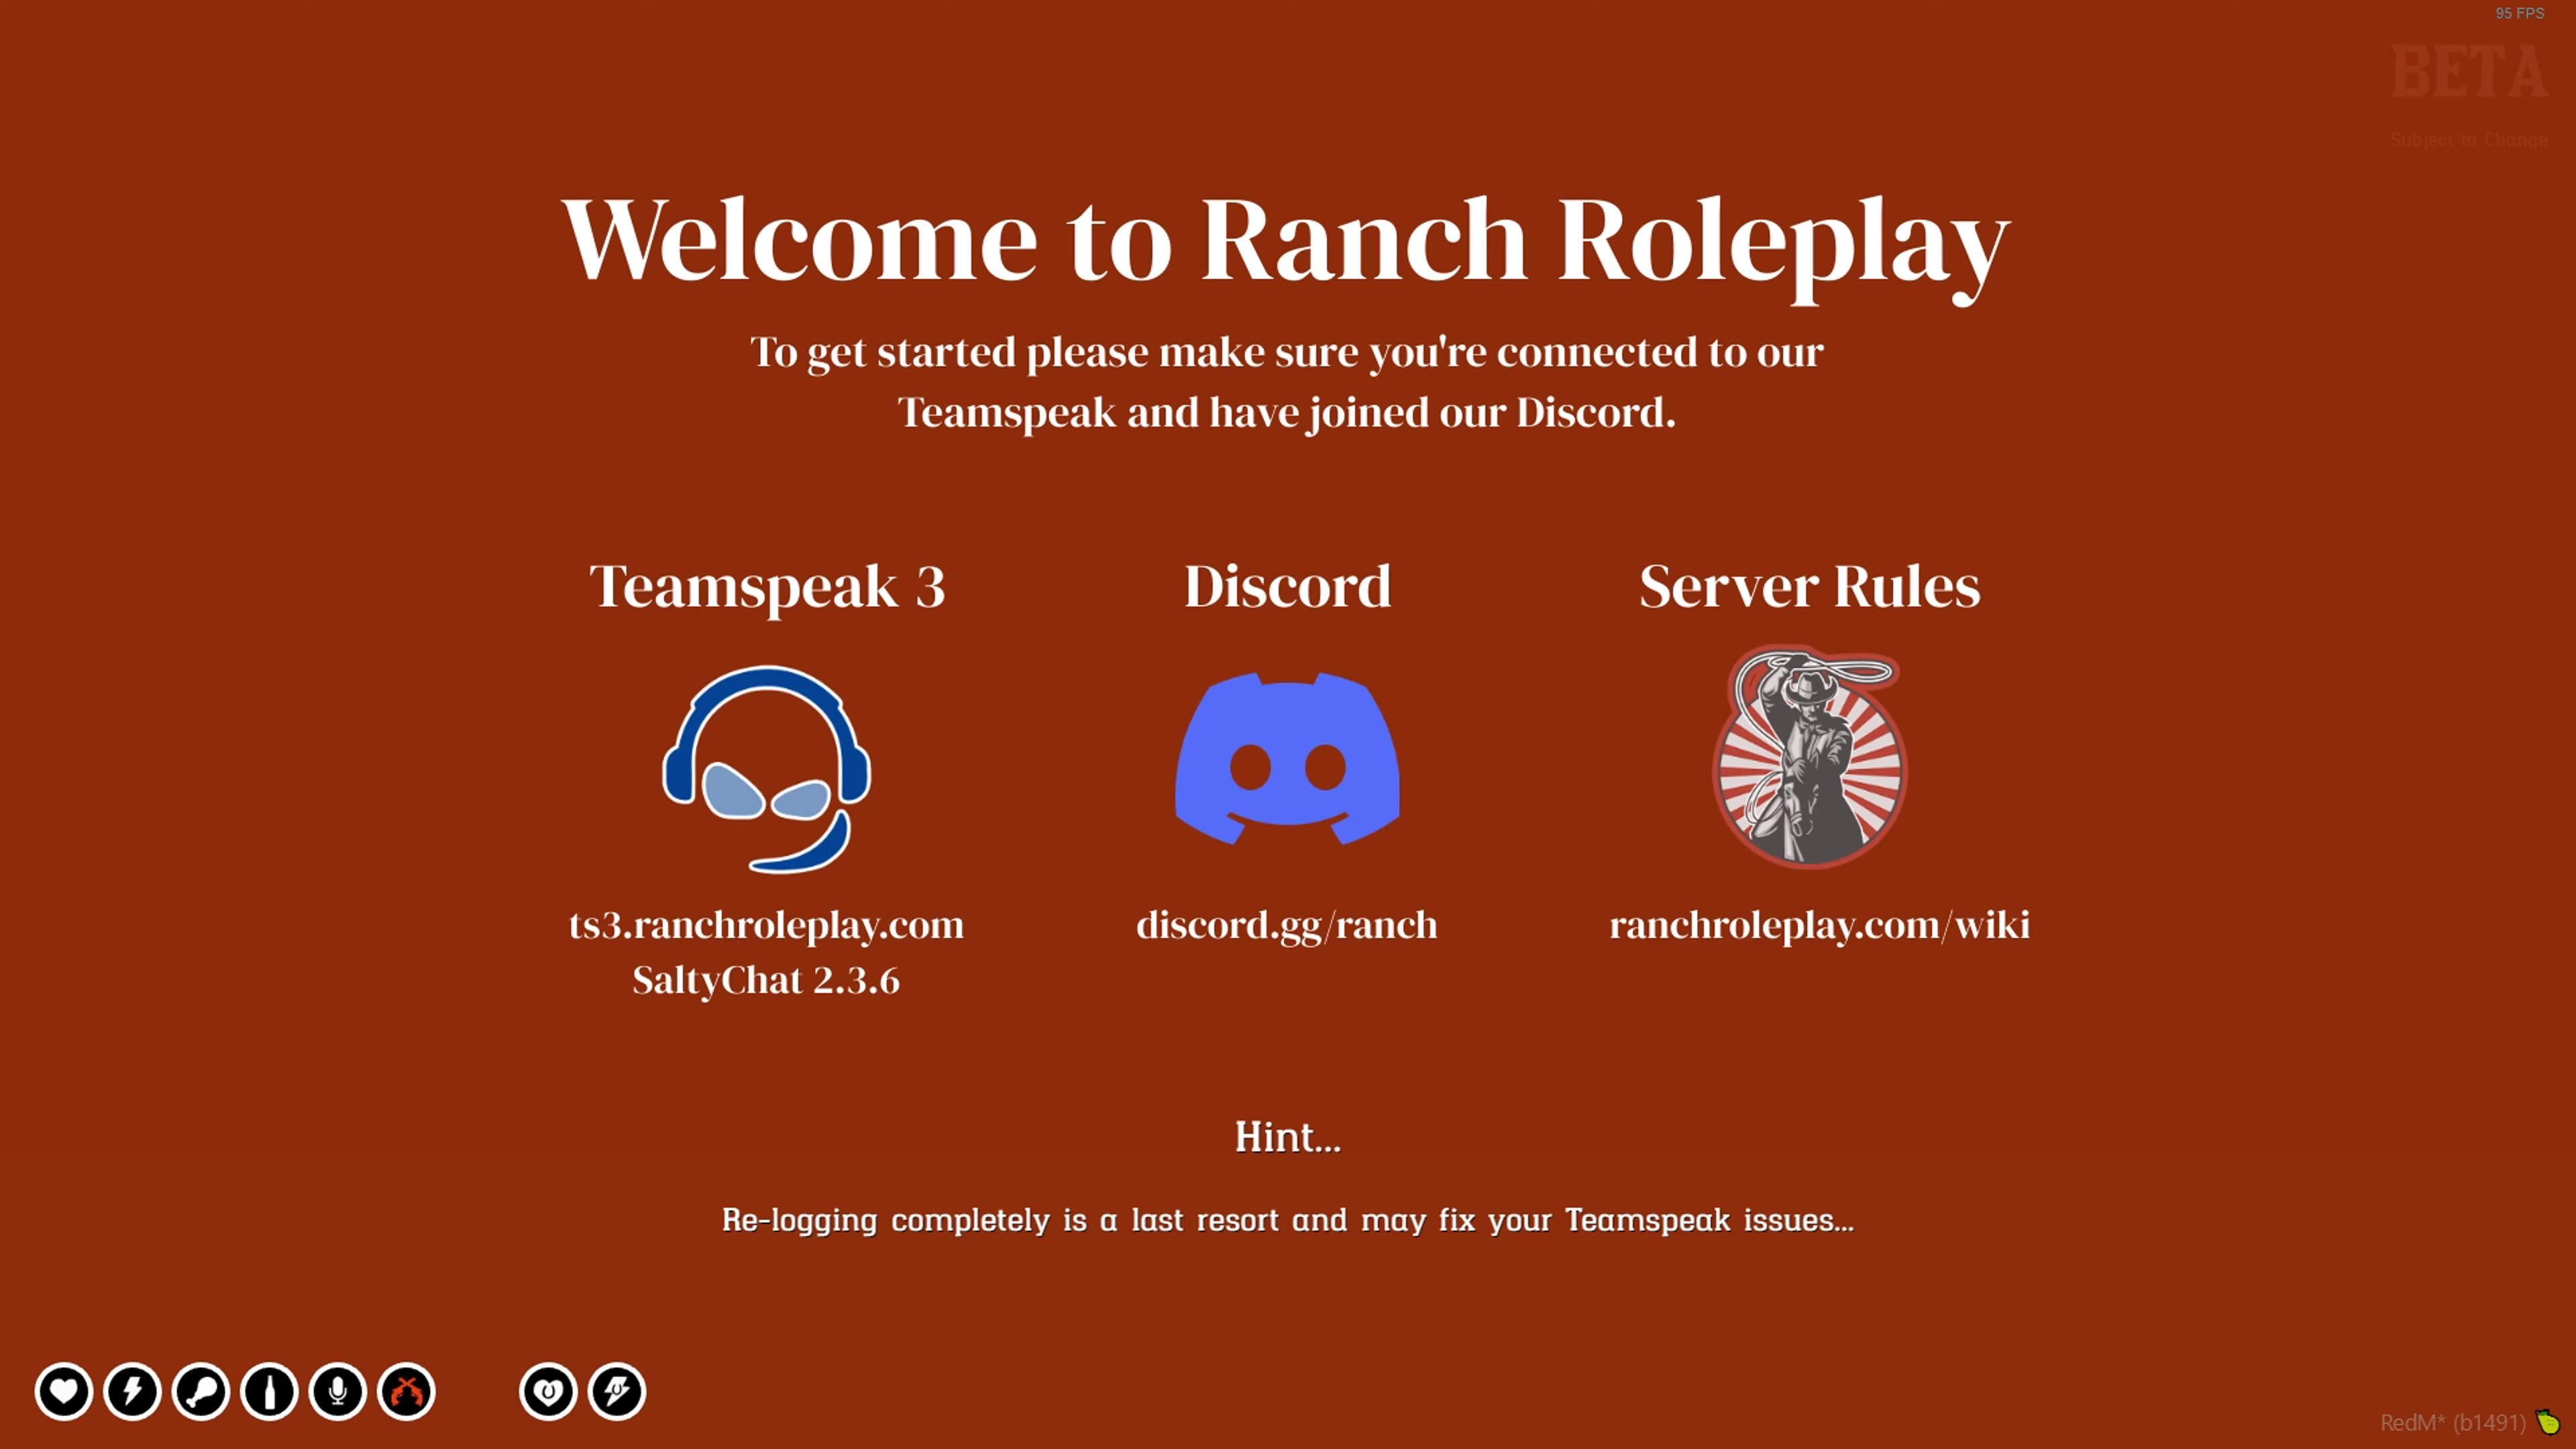 95 FPS
BETA
Subject to Change
Welcome to Ranch Roleplay
To get started please make sure you're connected to our
Teamspeak and have joined our Discord.
Teamspeak 3
Discord
Server Rules
ts3.ranchroleplay.com
SaltyChat 2.3.6
discord.gg/ranch
ranchroleplay.com/wiki
Hint...
Re-logging completely is a last resort and may fix your Teamspeak issues...
RedM* (b1491)